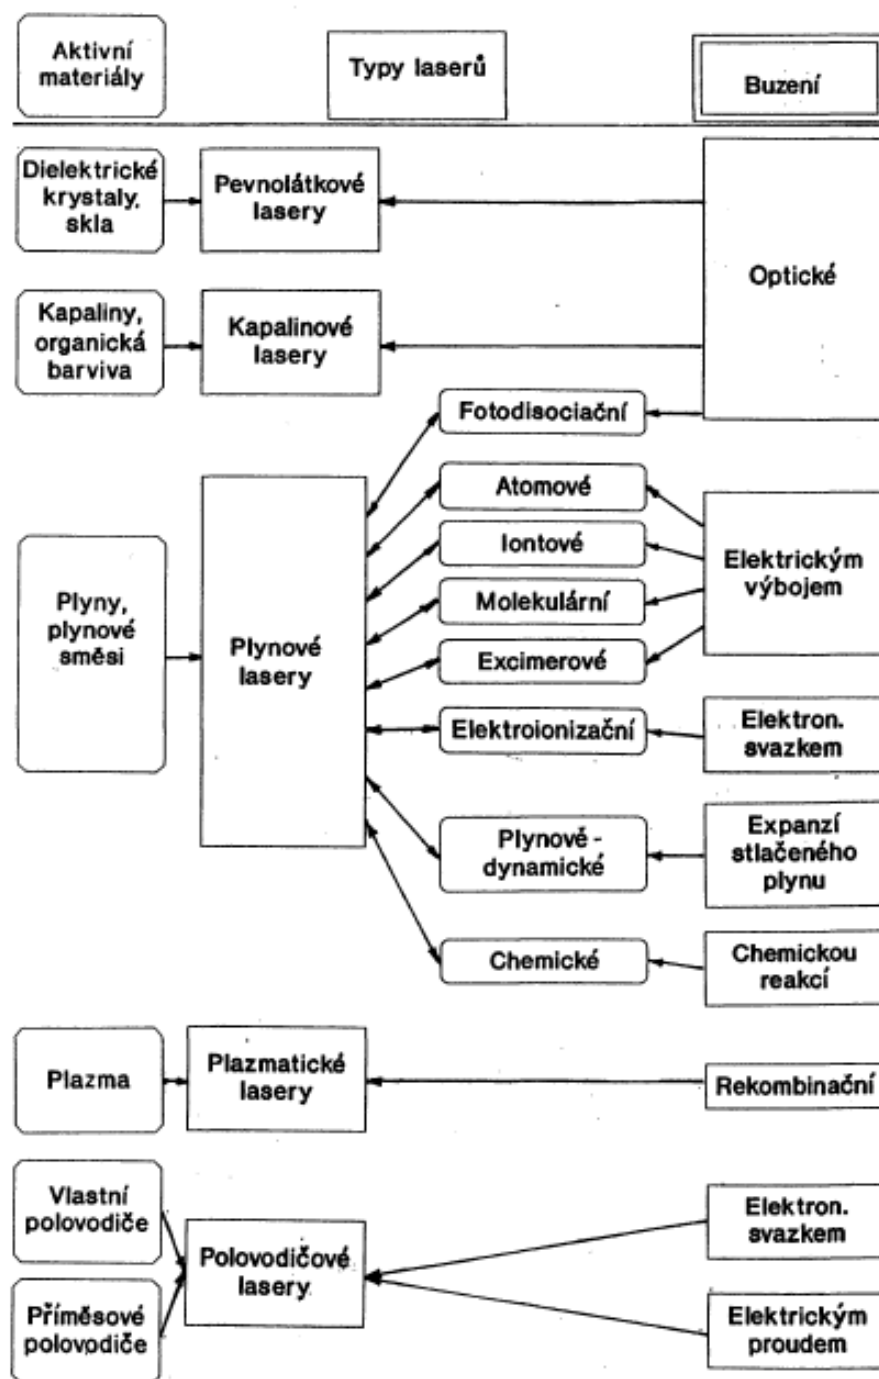 Aktivní
materiály
Typy laserů
Buzení
Dielektrické
krystaly,
skla
Pevnolátkové
lasery
Optické
Kapaliny,
organická
barviva
Kapalinové
lasery
Fotodisociační
Atomové
Iontové
Molekulární
Excimerové
Elektroionizační
Plynově -
dynamické
Chemické
Plyny,
plynové
směsi
Plynové
lasery
Elektrickým
výbojem
Elektron.
svazkem
Expanzí
stlačeného
plynu
Chemickou
reakcí
Plazma
Plazmatické
lasery
Rekombinační
Vlastní
polovodiče
Příměsové
polovodiče
Polovodičové
lasery
Elektron.
svazkem
Elektrickým
proudem